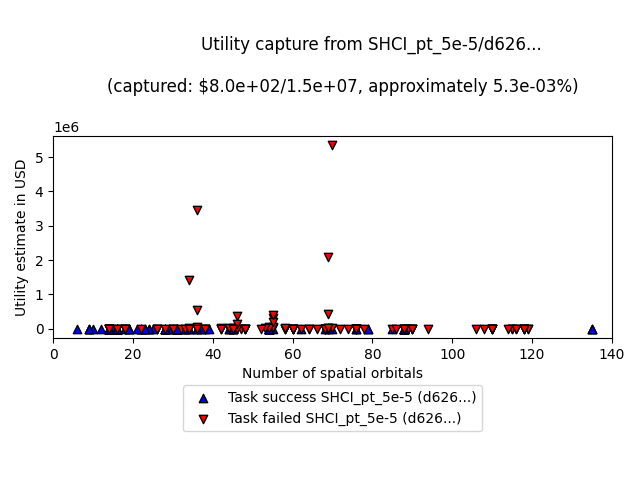 Utility capture from SHCI_pt_5e-5/d626...
(captured: $8.0e+02/1.5e+07, approximately 5.3e-03%)
1e6
Utility estimate in USD
5
4
3
2
1
0
0 20 40 60 80 100 120 140
Number of spatial orbitals
Task success SHCI_pt_5e-5 (d626...)
Task failed SHCI_pt_5e-5 (d626...)